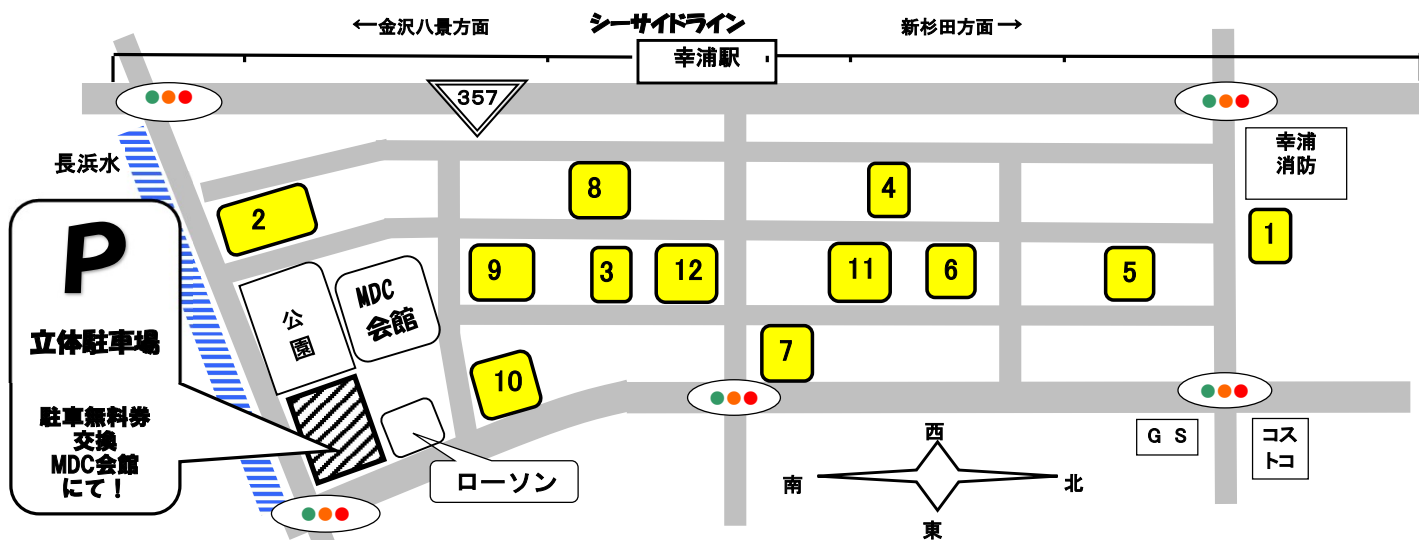 ←金沢八景方面
シーサイドライン
新杉田方面→
幸浦駅
357
長浜水
幸浦
消防
P
立体駐車場
駐車無料券
交換
MDC会館
にて！
2
8
4
1
9
3
12
11
6
5
7
10
公
園
MDC
会館
ローソン
西
南
北
東
G S
コス
トコ